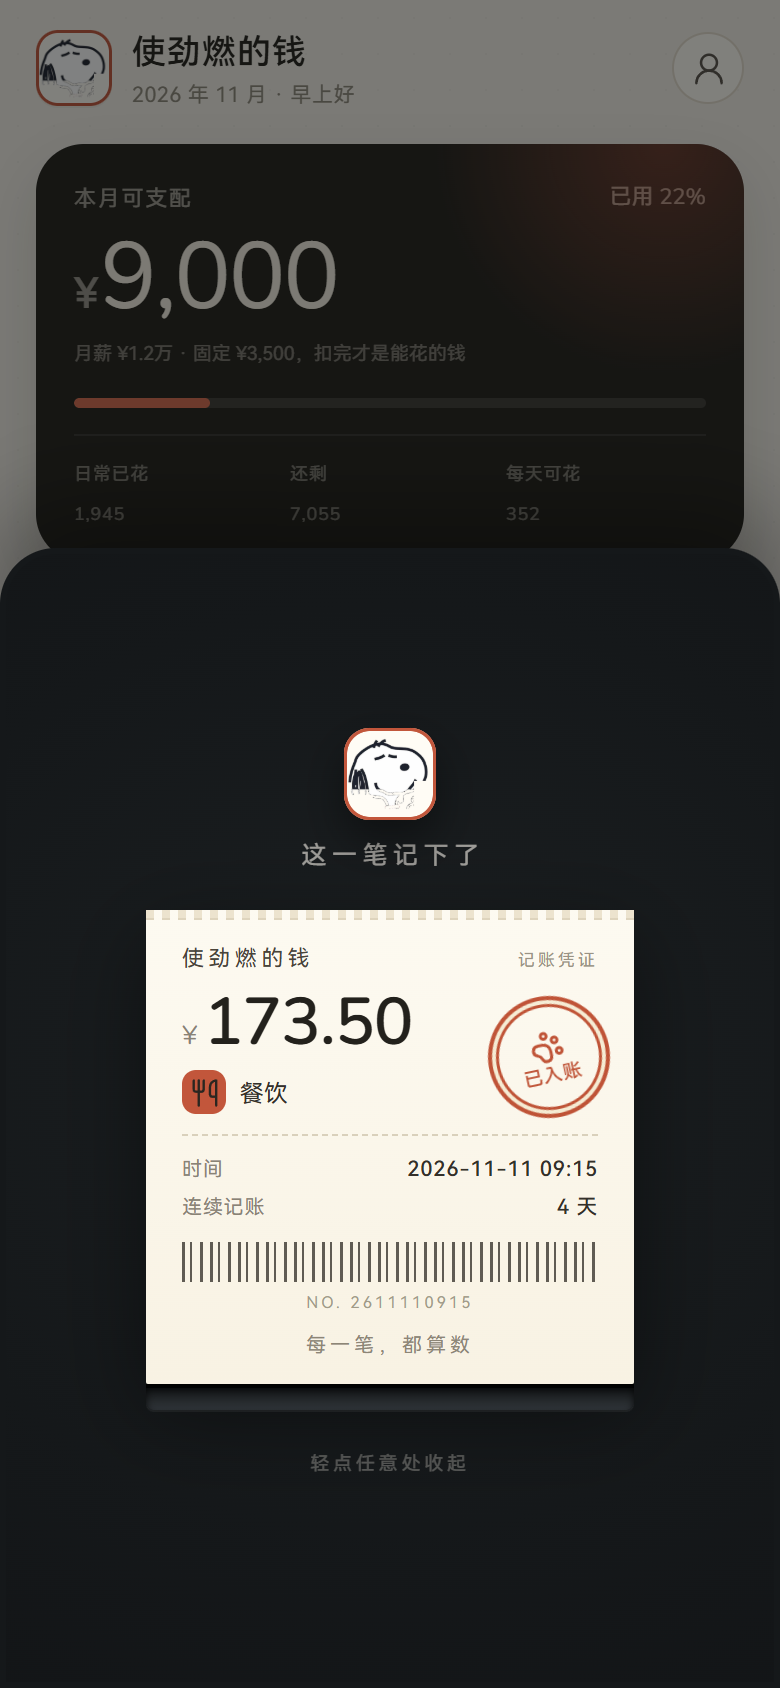 使劲燃的钱
2026 年 11 月 · 早上好
本月可支配
已用 22%
¥9,000
月薪 ¥1.2万 · 固定 ¥3,500，扣完才是能花的钱
日常已花 还剩 每天可花
1,945 7,055 352
这一笔记下了
使劲燃的钱
记账凭证
¥ 173.50
已入账
餐饮
时间 2026-11-11 09:15
连续记账 4 天
NO. 2611110915
每一笔，都算数
轻点任意处收起